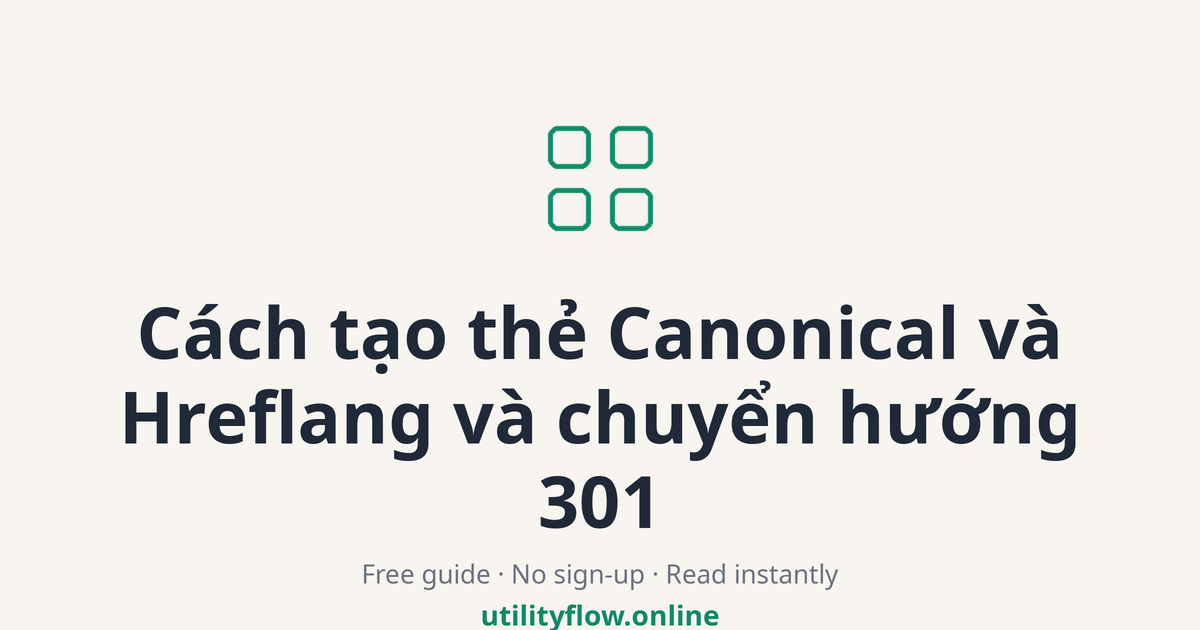 Cách tạo thẻ Canonical và
Hreflang và chuyển hướng
301
Free guide · No sign-up · Read instantly
utilityflow.online